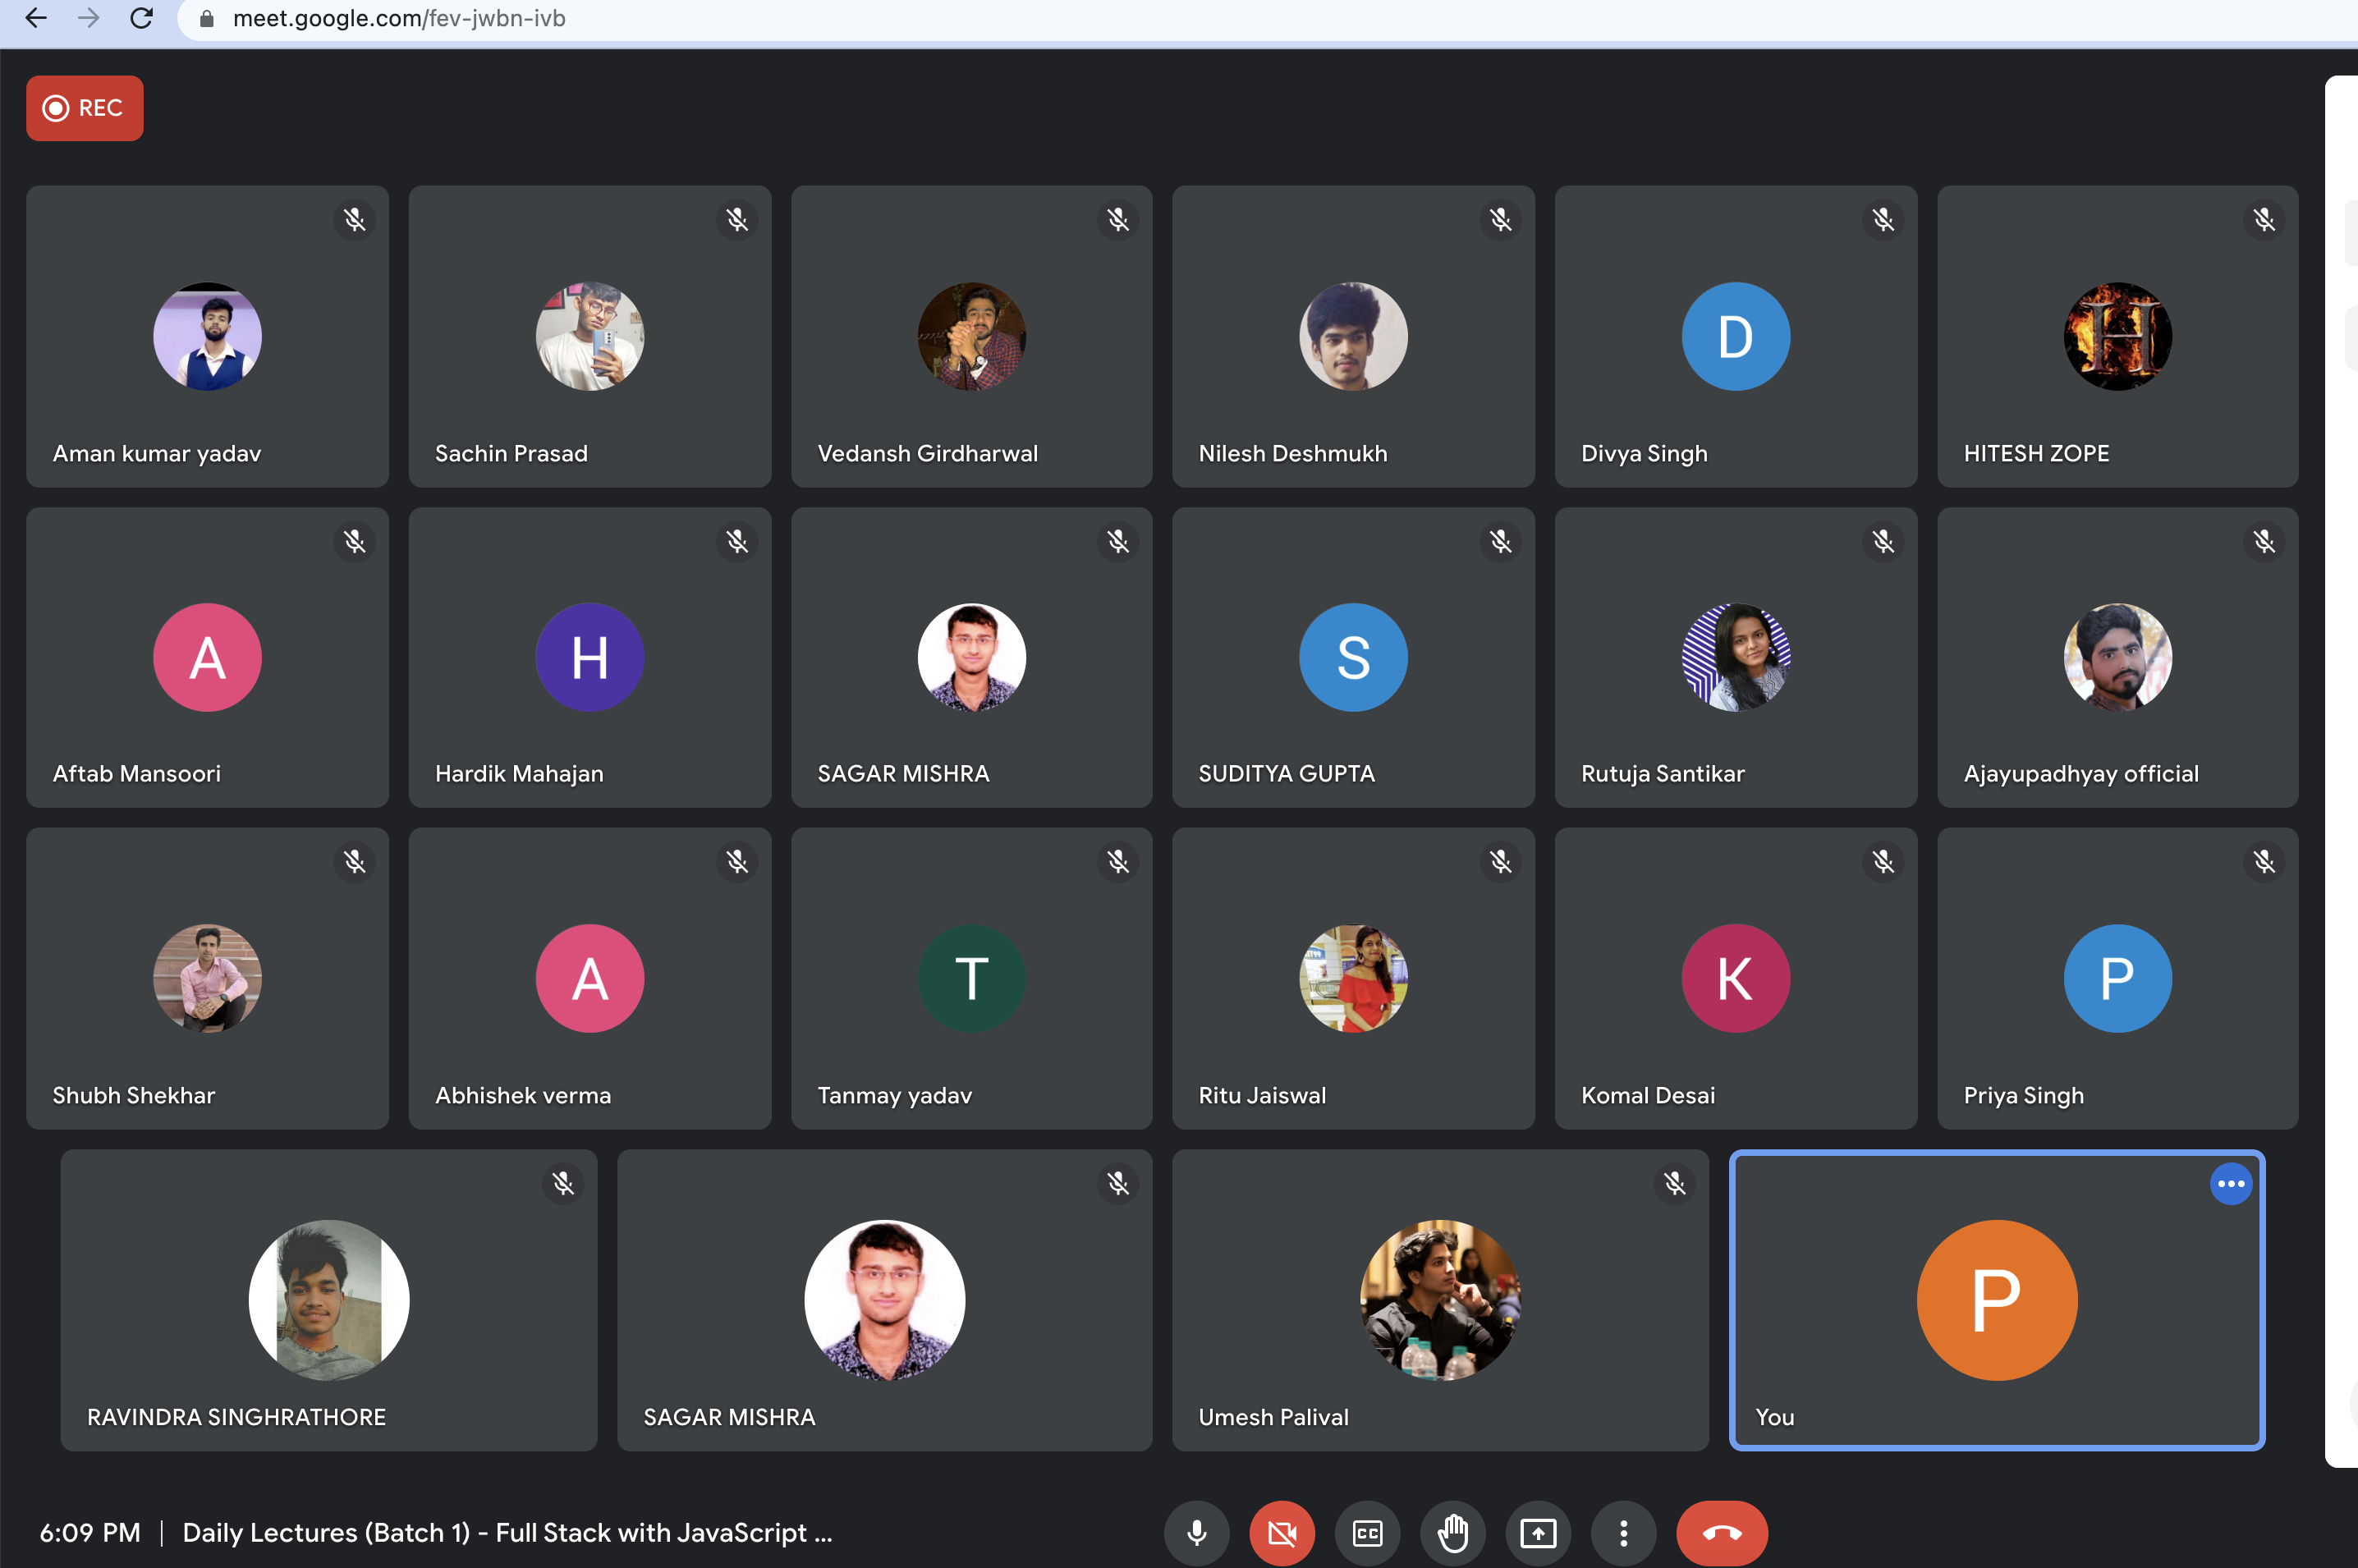 meet.google.com/fev-jwbn-ivb
REC
Aman kumar yadav
Sachin Prasad
Vedansh Girdharwal
Nilesh Deshmukh
D
Divya Singh
H
HITESH ZOPE
A
Aftab Mansoori
H
Hardik Mahajan
SAGAR MISHRA
S
SUDITYA GUPTA
Rutuja Santikar
Ajayupadhyay official
Shubh Shekhar
A
Abhishek verma
T
Tanmay yadav
Ritu Jaiswal
K
Komal Desai
P
Priya Singh
RAVINDRA SINGHRATHORE
SAGAR MISHRA
Umesh Palival
P
You
6:09 PM | Daily Lectures (Batch 1) - Full Stack with JavaScript ...
CC